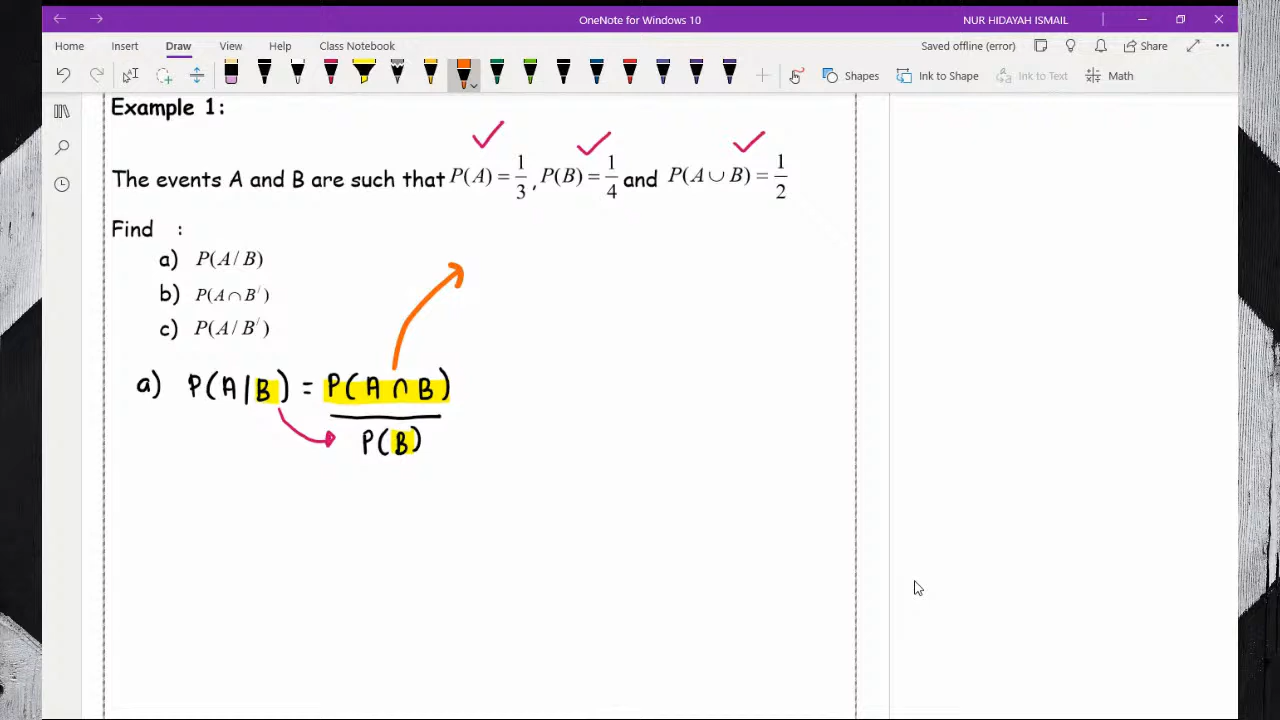 OneNote for Windows 10
NUR HIDAYAH ISMAIL
Home Insert Draw View Help Class Notebook
Saved offline (error) Share
Shapes Ink to Shape Ink to Text Math
Example 1:
The events A and B are such that P(A) = 1/3, P(B) = 1/4 and P(A ∪ B) = 1/2
Find :
a) P(A / B)
b) P(A ∩ B/)
c) P(A / B/)
a) P(A|B) = P(A ∩ B)
P(B)